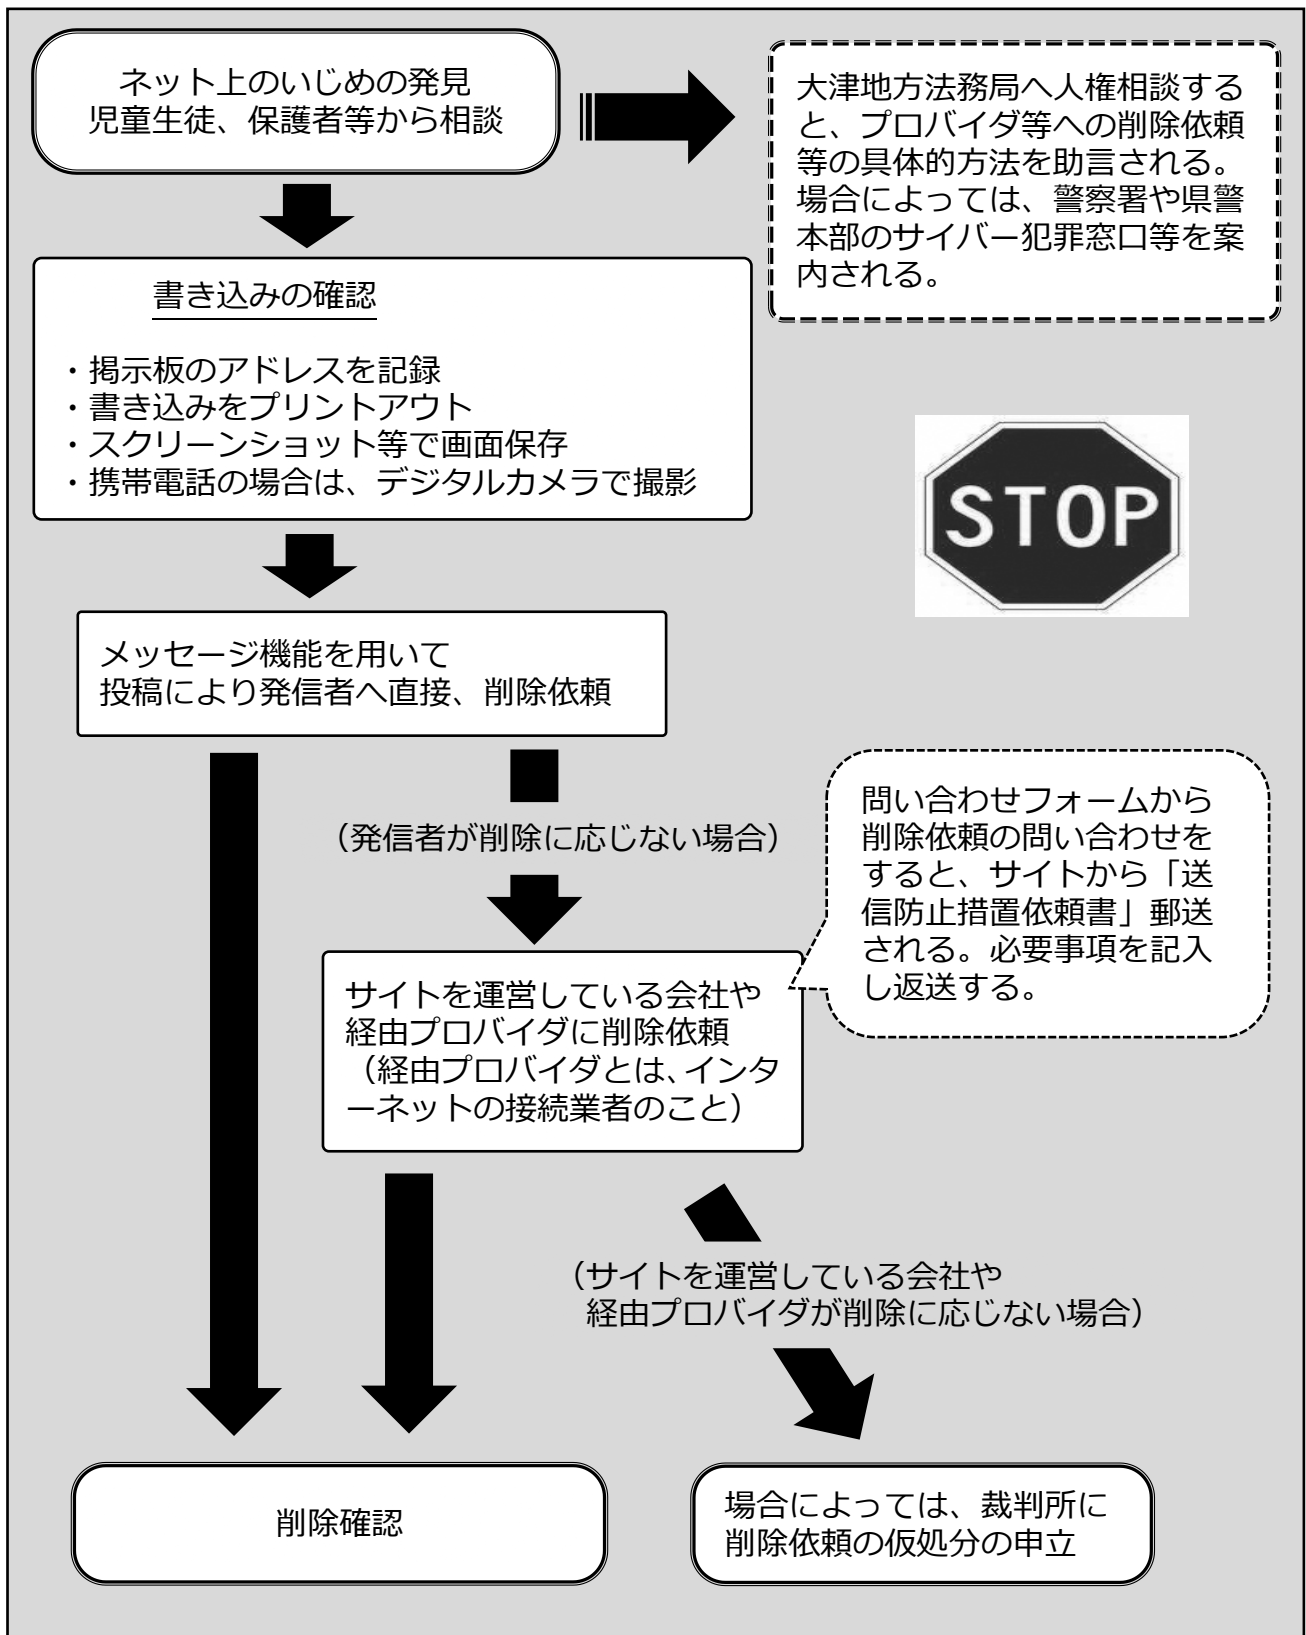 ネット上のいじめの発見
児童生徒、保護者等から相談
大津地方法務局へ人権相談する
と、プロバイダ等への削除依頼
等の具体的方法を助言される。
場合によっては、警察署や県警
本部のサイバー犯罪窓口等を案
内される。
書き込みの確認
・掲示板のアドレスを記録
・書き込みをプリントアウト
・スクリーンショット等で画面保存
・携帯電話の場合は、デジタルカメラで撮影
STOP
メッセージ機能を用いて
投稿により発信者へ直接、削除依頼
（発信者が削除に応じない場合）
問い合わせフォームから
削除依頼の問い合わせを
すると、サイトから「送
信防止措置依頼書」郵送
される。必要事項を記入
し返送する。
サイトを運営している会社や
経由プロバイダに削除依頼
（経由プロバイダとは、インタ
ーネットの接続業者のこと）
（サイトを運営している会社や
経由プロバイダが削除に応じない場合）
削除確認
場合によっては、裁判所に
削除依頼の仮処分の申立